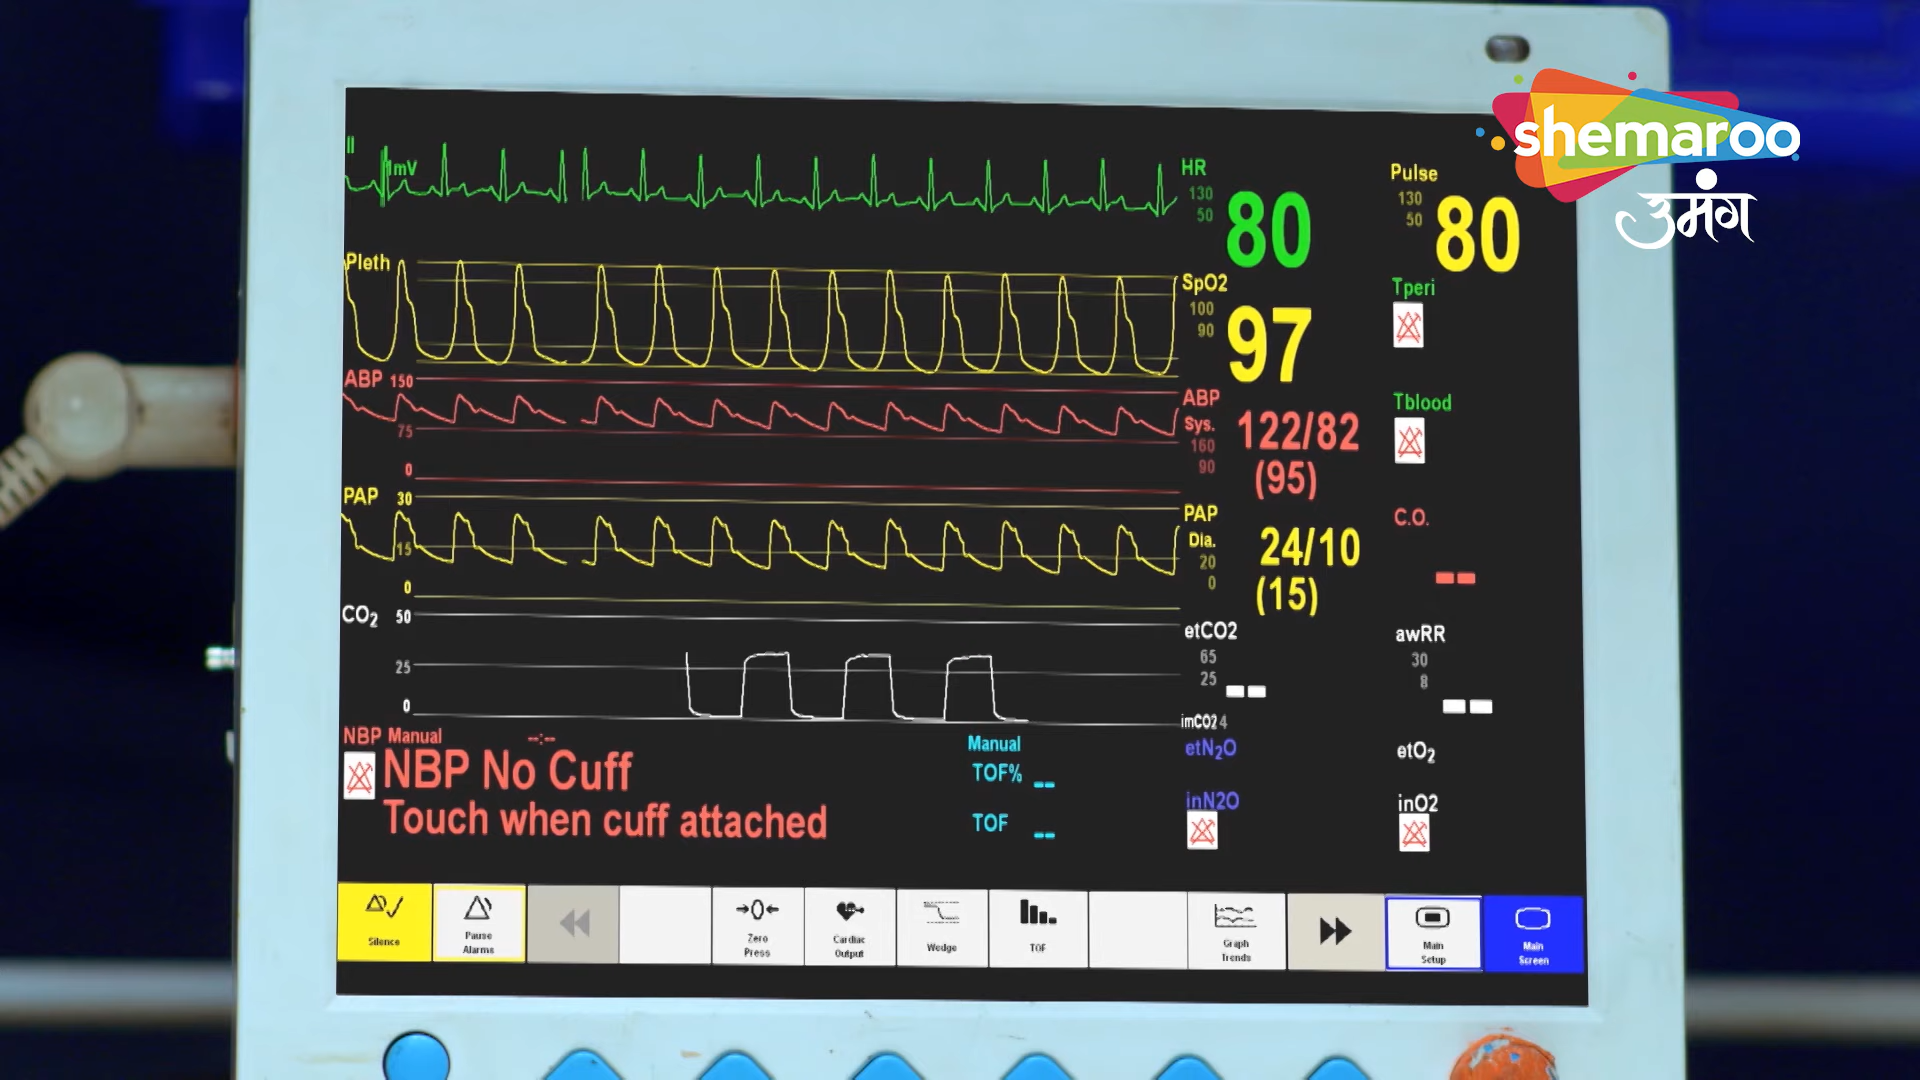 shemaroo
उमंग
II
1mV
HR
130
50
80
Pulse
130
50
80
Pleth
SpO2
100
90
97
Tperi
ABP 150
75
0
ABP
Sys.
160
90
122/82
(95)
Tblood
PAP 30
15
0
PAP
Dia.
20
0
24/10
(15)
C.O.
--
CO2 50
25
0
etCO2
65
25
--
imCO2 4
awRR
30
8
--
NBP Manual --:--
NBP No Cuff
Touch when cuff attached
Manual
TOF% --
TOF --
etN2O
inN2O
etO2
inO2
Silence
Pause
Alarms
Zero
Press
Cardiac
Output
Wedge
TOF
Graph
Trends
Main
Setup
Main
Screen